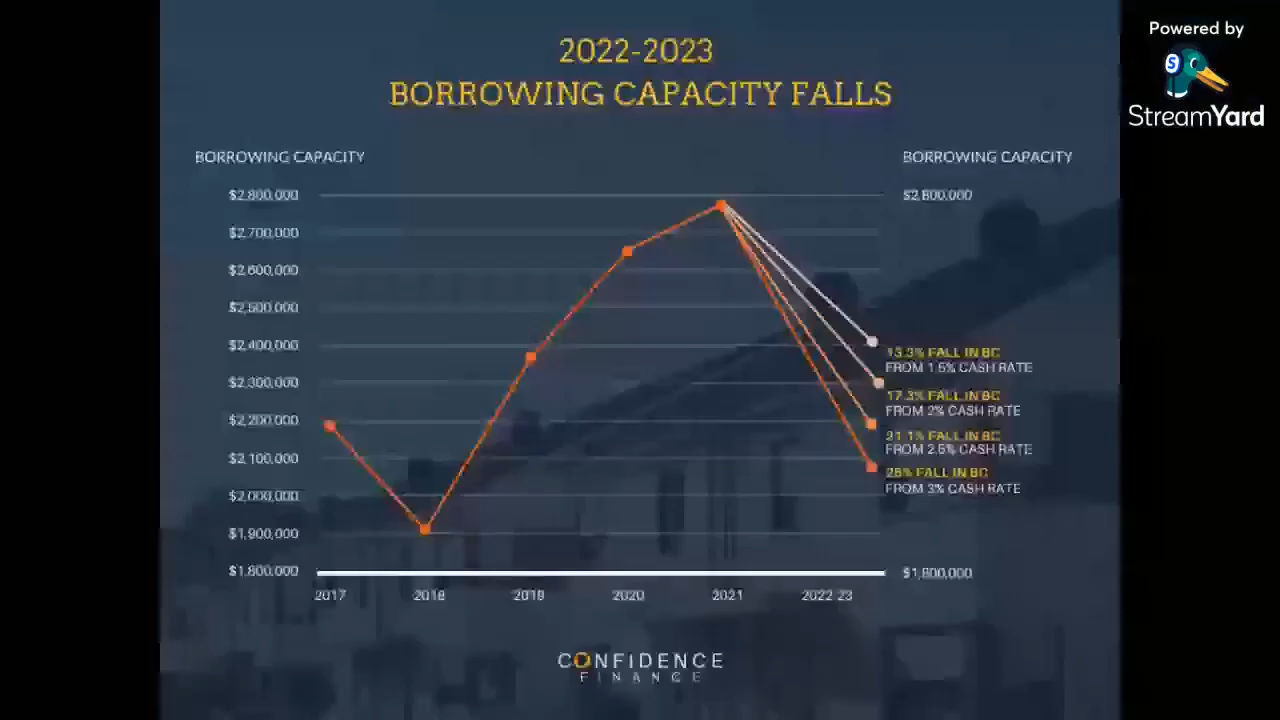 2022-2023
BORROWING CAPACITY FALLS
Powered by
S
StreamYard
BORROWING CAPACITY
BORROWING CAPACITY
$2,800,000
$2,800,000
$2,700,000
$2,600,000
$2,500,000
$2,400,000
$2,300,000
$2,200,000
$2,100,000
$2,000,000
$1,900,000
$1,800,000
$1,800,000
13.3% FALL IN BC
FROM 1.5% CASH RATE
17.3% FALL IN BC
FROM 2% CASH RATE
21.1% FALL IN BC
FROM 2.5% CASH RATE
25% FALL IN BC
FROM 3% CASH RATE
2017
2018
2019
2020
2021
2022-23
CONFIDENCE
FINANCE